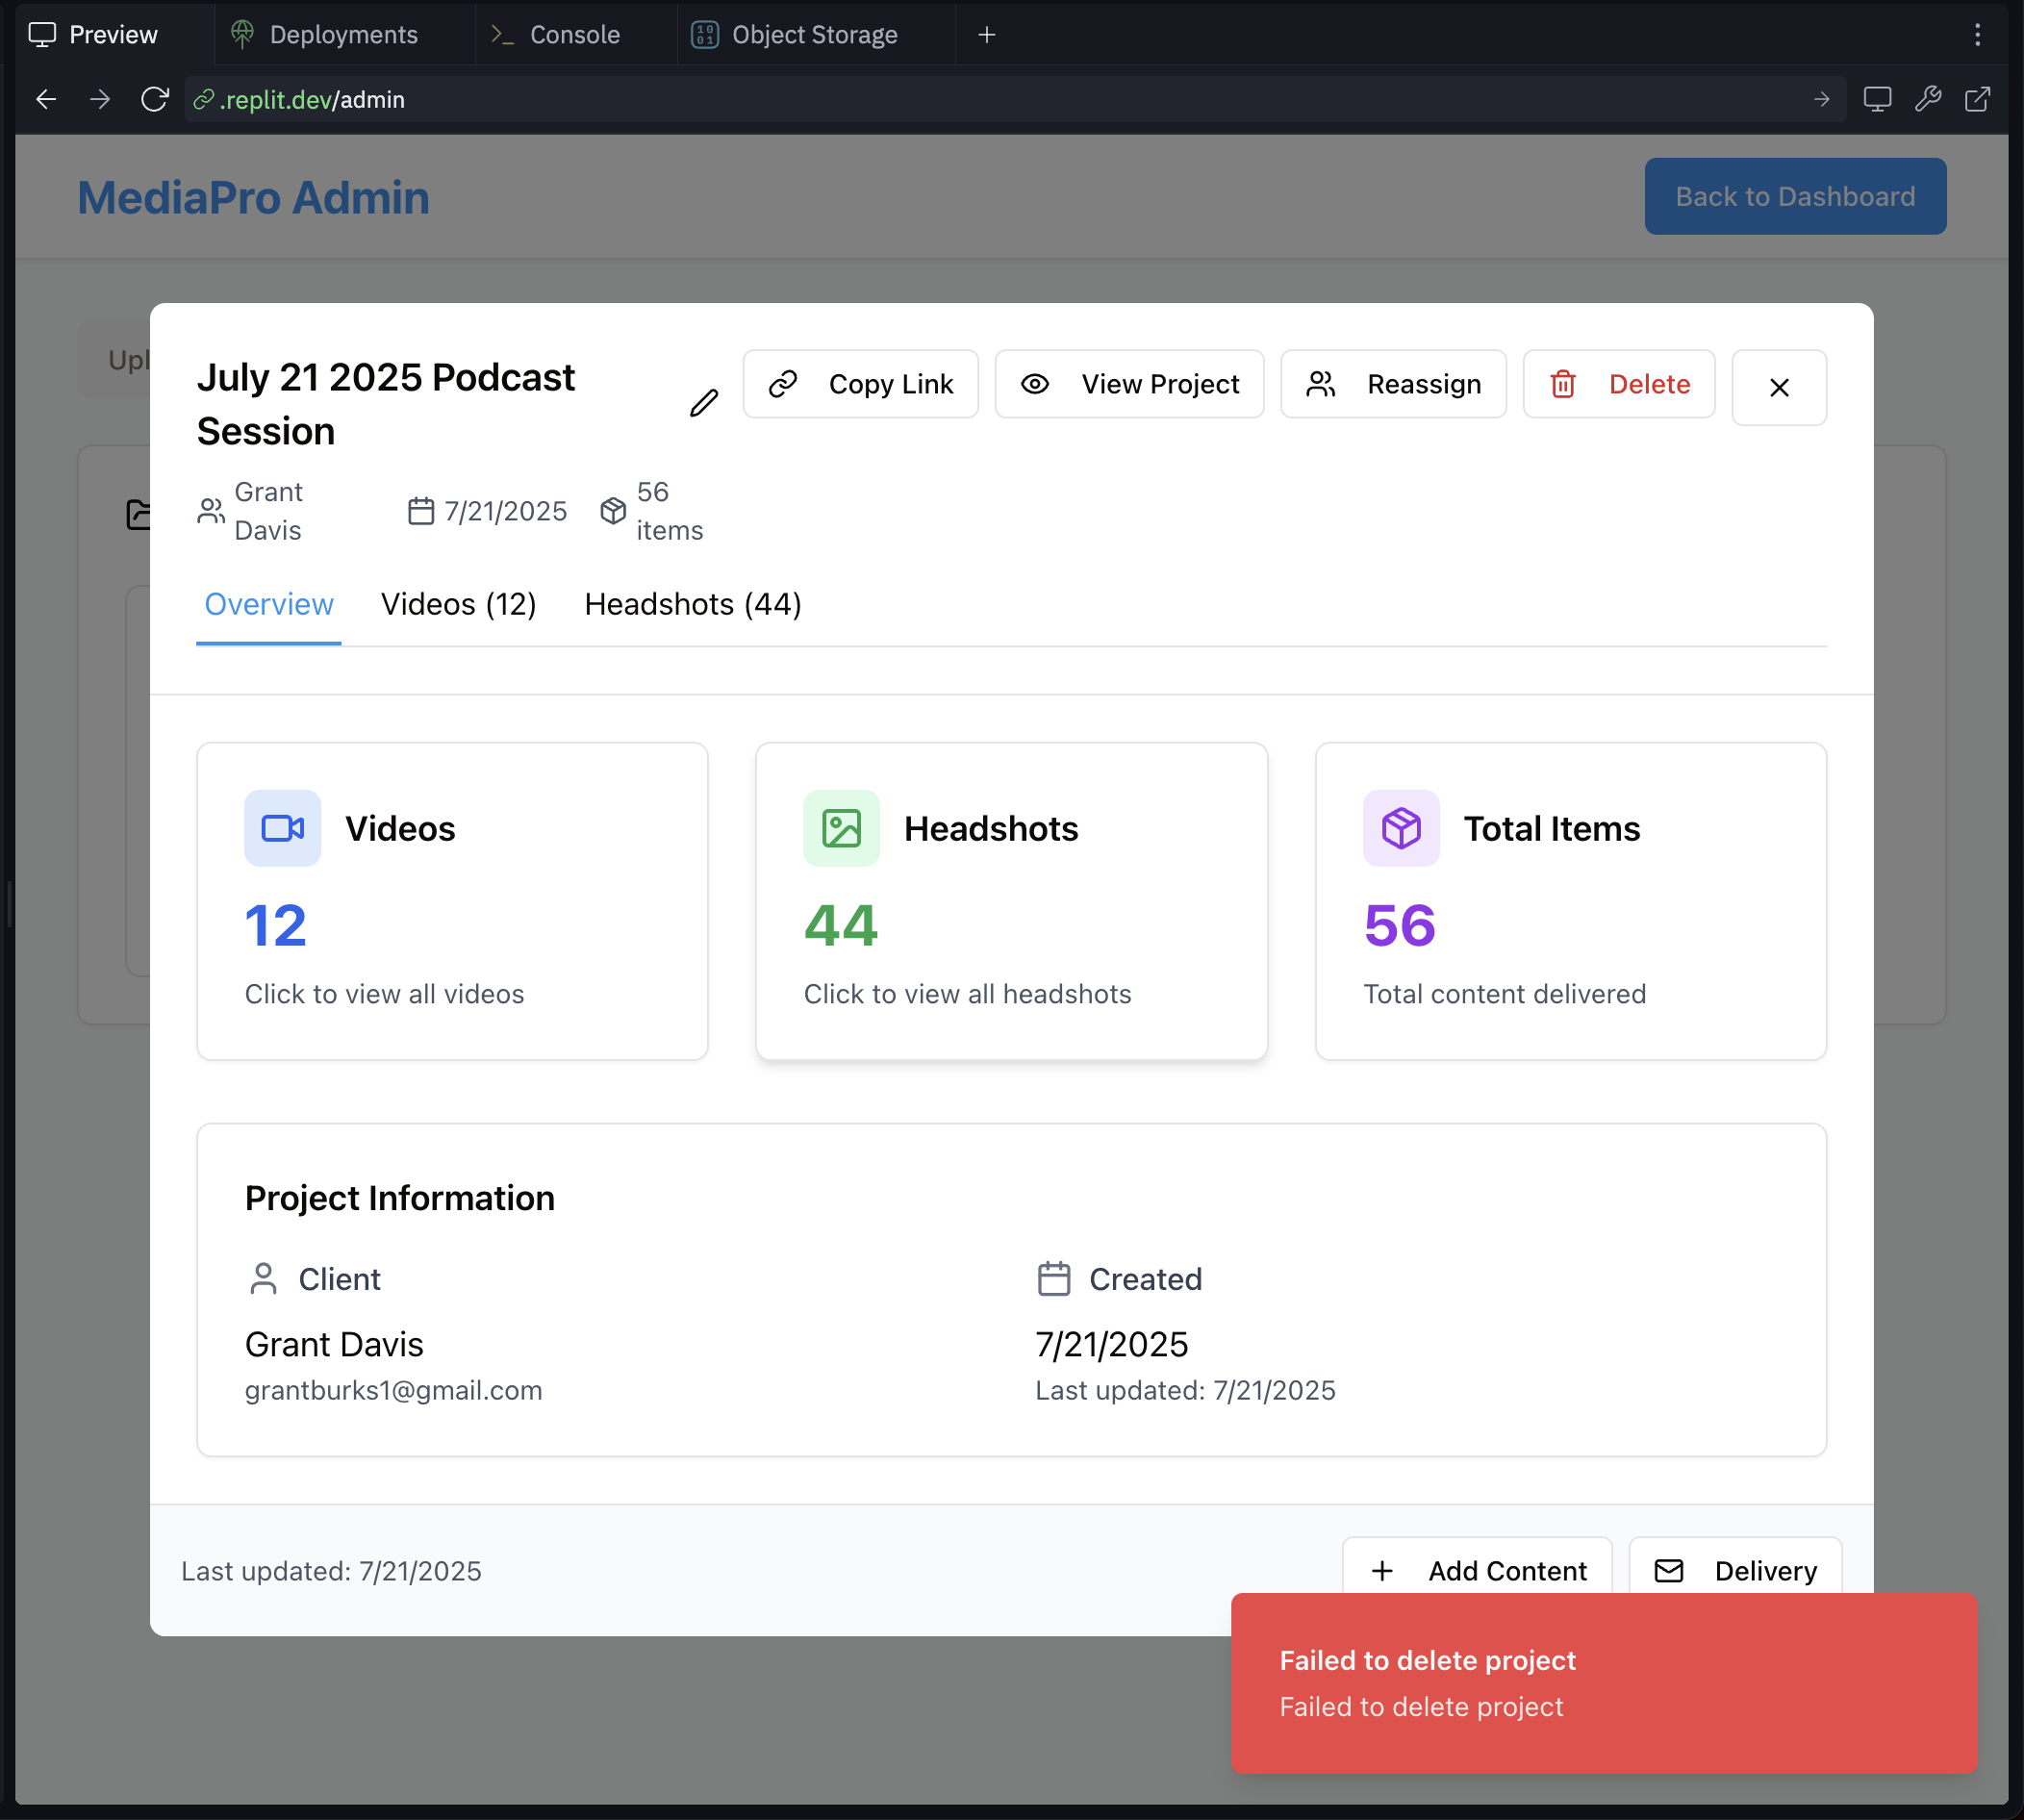 Preview
Deployments
Console
Object Storage
.replit.dev/admin
MediaPro Admin
Back to Dashboard
Upl
July 21 2025 Podcast
Session
Copy Link
View Project
Reassign
Delete
Grant
Davis
7/21/2025
56
items
Overview
Videos (12)
Headshots (44)
Videos
12
Click to view all videos
Headshots
44
Click to view all headshots
Total Items
56
Total content delivered
Project Information
Client
Grant Davis
grantburks1@gmail.com
Created
7/21/2025
Last updated: 7/21/2025
Last updated: 7/21/2025
Add Content
Delivery
Failed to delete project
Failed to delete project